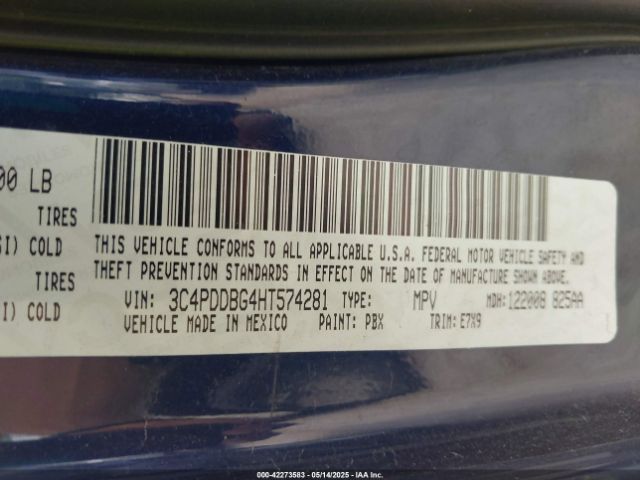 00 LB
TIRES
SI) COLD
TIRES
I) COLD
THIS VEHICLE CONFORMS TO ALL APPLICABLE U.S.A. FEDERAL MOTOR VEHICLE SAFETY AND
THEFT PREVENTION STANDARDS IN EFFECT ON THE DATE OF MANUFACTURE SHOWN ABOVE.
VIN: 3C4PDDBG4HT574281 TYPE: MPV MDH: 122008 825AA
VEHICLE MADE IN MEXICO PAINT: PBX TRIM: E7X9
000-42273583 - 05/14/2025 - IAA Inc.